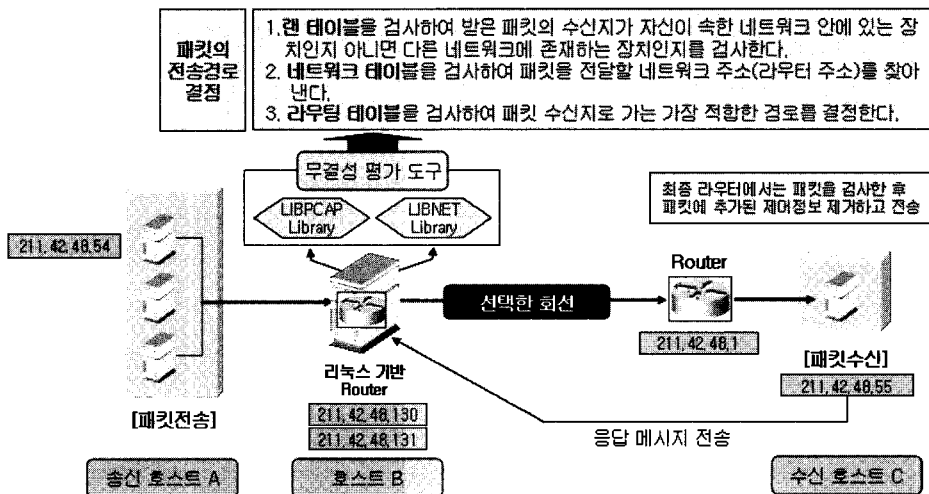 패킷의
전송경로
결정
1. 랜 테이블을 검사하여 받은 패킷의 수신지가 자신이 속한 네트워크 안에 있는 장
치인지 아니면 다른 네트워크에 존재하는 장치인지를 검사한다.
2. 네트워크 테이블을 검사하여 패킷을 전달할 네트워크 주소(라우터 주소)를 찾아
낸다.
3. 라우팅 테이블을 검사하여 패킷 수신지로 가는 가장 적합한 경로를 결정한다.
무결성 평가 도구
LIBPCAP
Library
LIBNET
Library
최종 라우터에서는 패킷을 검사한 후
패킷에 추가된 제어정보 제거하고 전송
211.42.48.54
선택한 회선
Router
211.42.48.1
[패킷전송]
리눅스 기반
Router
211.42.48.130
211.42.48.131
[패킷수신]
211.42.48.55
응답 메시지 전송
송신 호스트 A
호스트 B
수신 호스트 C